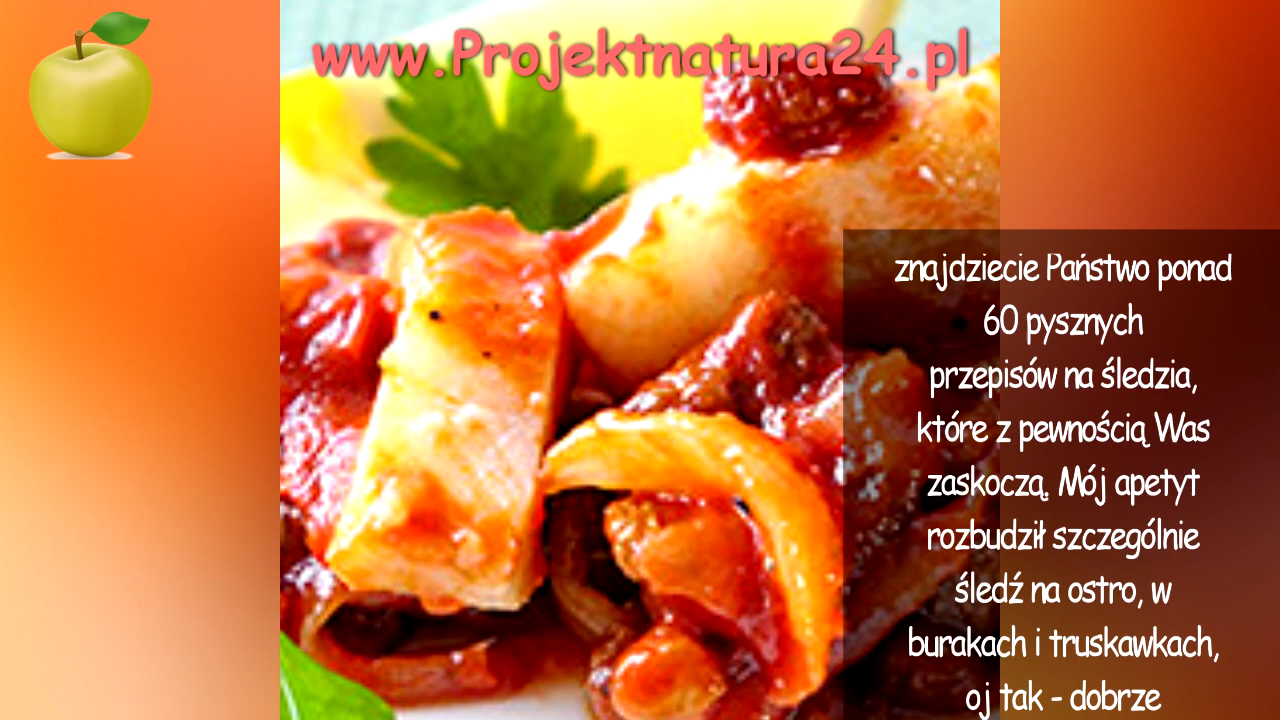 www.Projektnatura24.pl
znajdziecie Państwo ponad
60 pysznych
przepisów na śledzia,
które z pewnością Was
zaskoczą. Mój apetyt
rozbudził szczególnie
śledź na ostro, w
burakach i truskawkach,
oj tak - dobrze